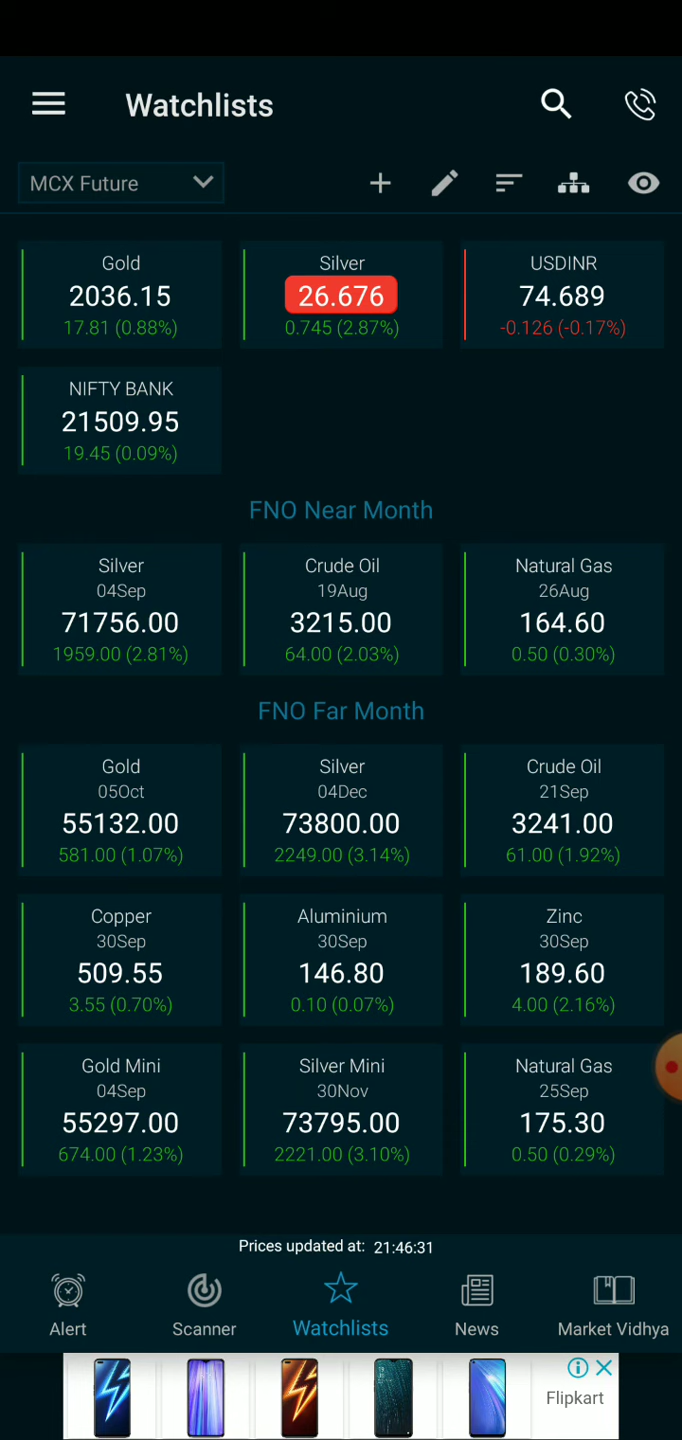 Watchlists
MCX Future
Gold
2036.15
17.81 (0.88%)
Silver
26.676
0.745 (2.87%)
USDINR
74.689
-0.126 (-0.17%)
NIFTY BANK
21509.95
19.45 (0.09%)
FNO Near Month
Silver
04Sep
71756.00
1959.00 (2.81%)
Crude Oil
19Aug
3215.00
64.00 (2.03%)
Natural Gas
26Aug
164.60
0.50 (0.30%)
FNO Far Month
Gold
05Oct
55132.00
581.00 (1.07%)
Silver
04Dec
73800.00
2249.00 (3.14%)
Crude Oil
21Sep
3241.00
61.00 (1.92%)
Copper
30Sep
509.55
3.55 (0.70%)
Aluminium
30Sep
146.80
0.10 (0.07%)
Zinc
30Sep
189.60
4.00 (2.16%)
Gold Mini
04Sep
55297.00
674.00 (1.23%)
Silver Mini
30Nov
73795.00
2221.00 (3.10%)
Natural Gas
25Sep
175.30
0.50 (0.29%)
Prices updated at: 21:46:31
Alert
Scanner
Watchlists
News
Market Vidhya
Flipkart